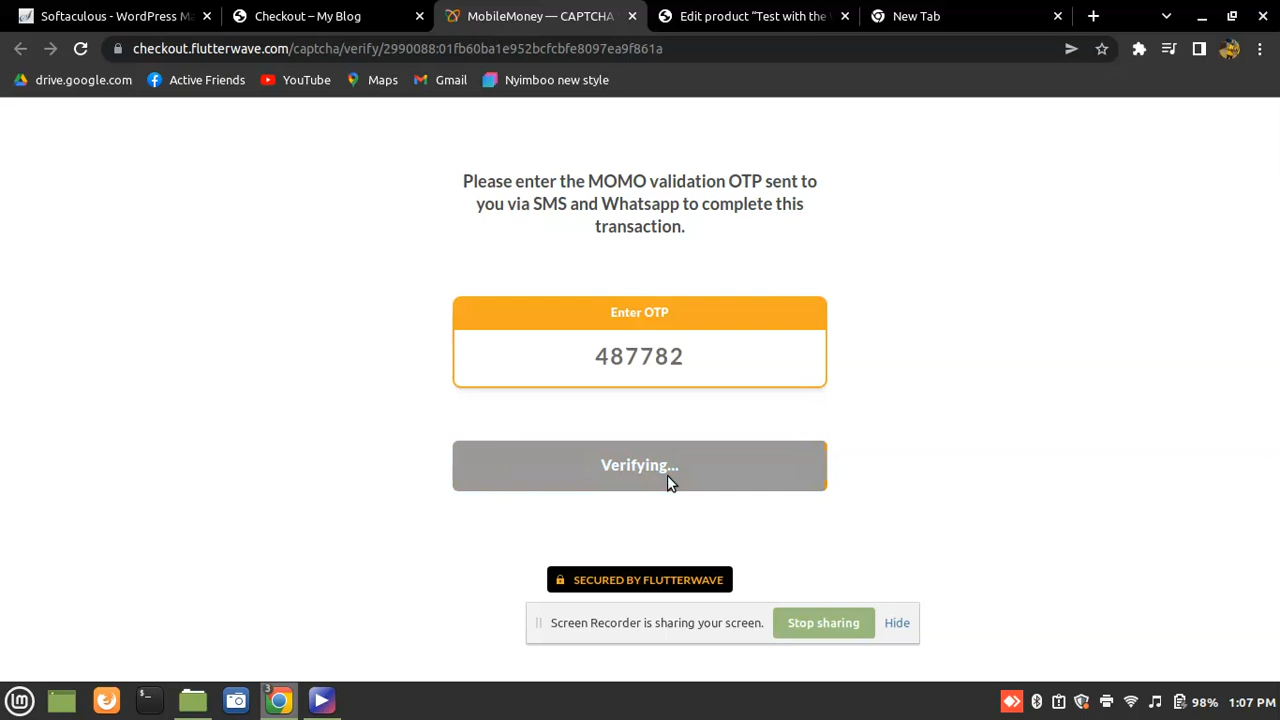 Softaculous - WordPress Ma
Checkout – My Blog
MobileMoney — CAPTCHA
Edit product “Test with the
New Tab
checkout.flutterwave.com/captcha/verify/2990088:01fb60ba1e952bcfcbfe8097ea9f861a
drive.google.com
Active Friends
YouTube
Maps
Gmail
Nyimboo new style
Please enter the MOMO validation OTP sent to
you via SMS and Whatsapp to complete this
transaction.
Enter OTP
487782
Verifying...
SECURED BY FLUTTERWAVE
Screen Recorder is sharing your screen.
Stop sharing
Hide
3
98%
1:07 PM